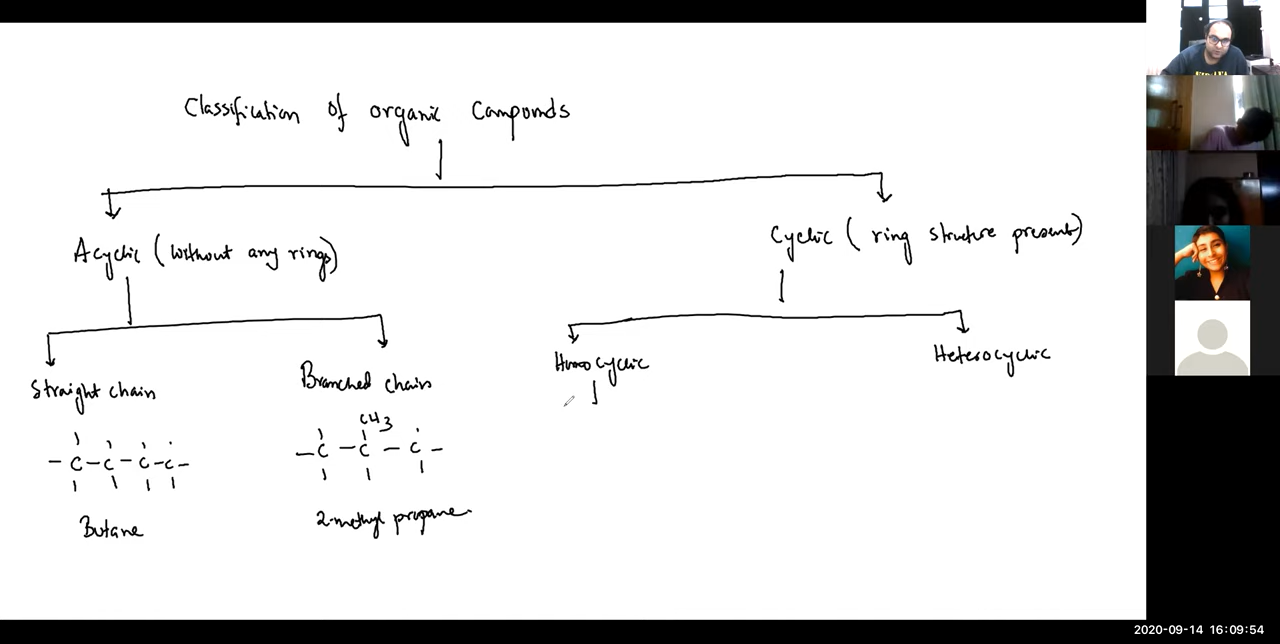 Classification of organic Compounds
Acyclic (without any rings)
Cyclic (ring structure present)
Straight chain
Branched chain
Homocyclic
Heterocyclic
CH3
- C - C - C - C -
- C - C - C -
Butane
2-methyl propane
2020-09-14 16:09:54